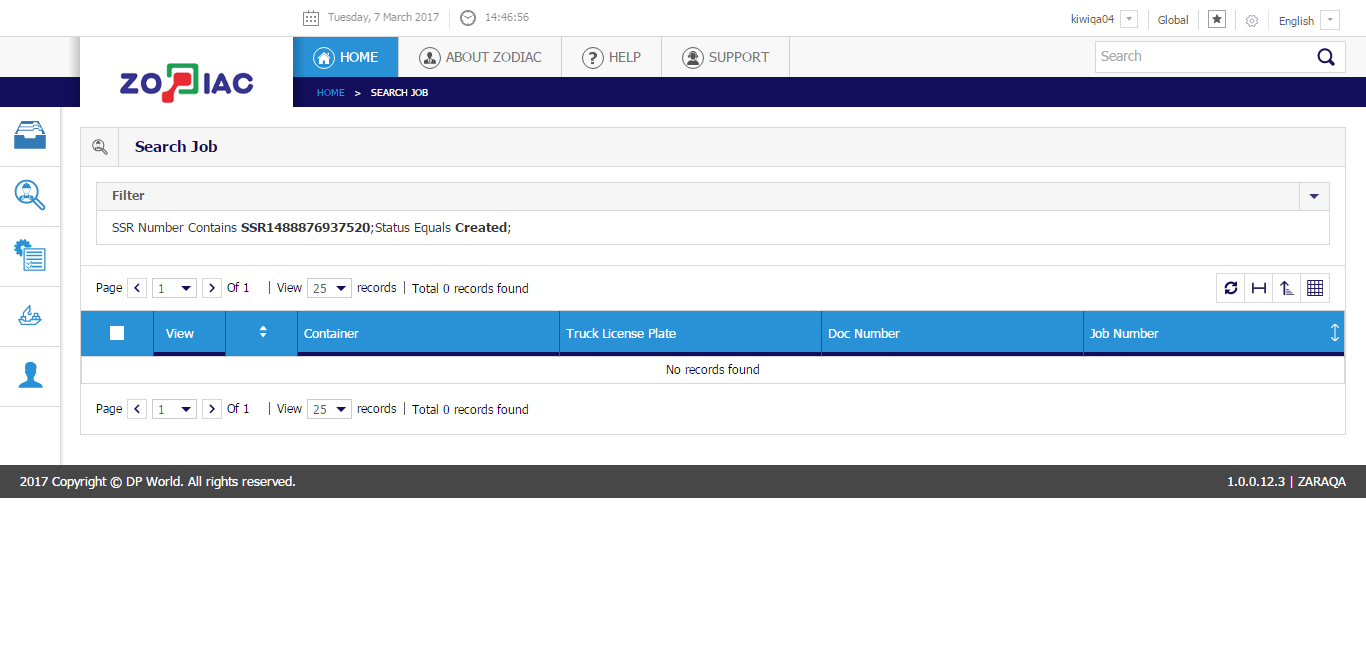 Tuesday, 7 March 2017 14:46:56 kiwiqa04 Global English
HOME ABOUT ZODIAC ? HELP SUPPORT Search
ZODIAC
HOME > SEARCH JOB
Search Job
Filter
SSR Number Contains SSR1488876937520;Status Equals Created;
Page 1 Of 1 | View 25 records | Total 0 records found
View Container Truck License Plate Doc Number Job Number
No records found
Page 1 Of 1 | View 25 records | Total 0 records found
2017 Copyright © DP World. All rights reserved. 1.0.0.12.3 | ZARAQA